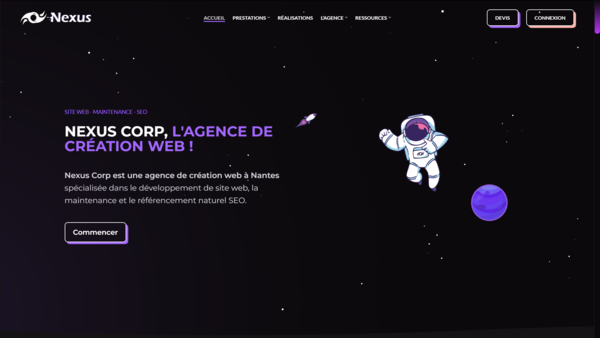 Nexus
ACCUEIL PRESTATIONS RÉALISATIONS L'AGENCE RESSOURCES
DEVIS CONNEXION
SITE WEB - MAINTENANCE - SEO
NEXUS CORP, L'AGENCE DE
CRÉATION WEB !
Nexus Corp est une agence de création web à Nantes
spécialisée dans le développement de site web, la
maintenance et le référencement naturel SEO.
Commencer